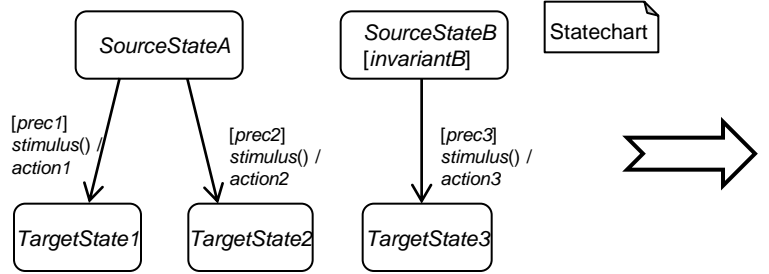 SourceStateA
SourceStateB
[invariantB]
Statechart
[prec1]
stimulus() /
action1
[prec2]
stimulus() /
action2
[prec3]
stimulus() /
action3
TargetState1
TargetState2
TargetState3